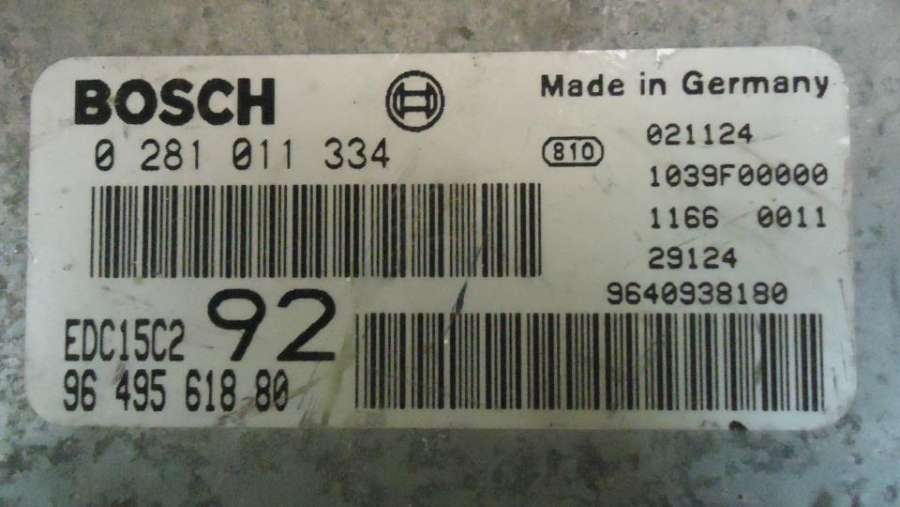 BOSCH
Made in Germany
0 281 011 334
810
021124
1039F00000
1166 0011
29124
9640938180
EDC15C2 92
96 495 618 80